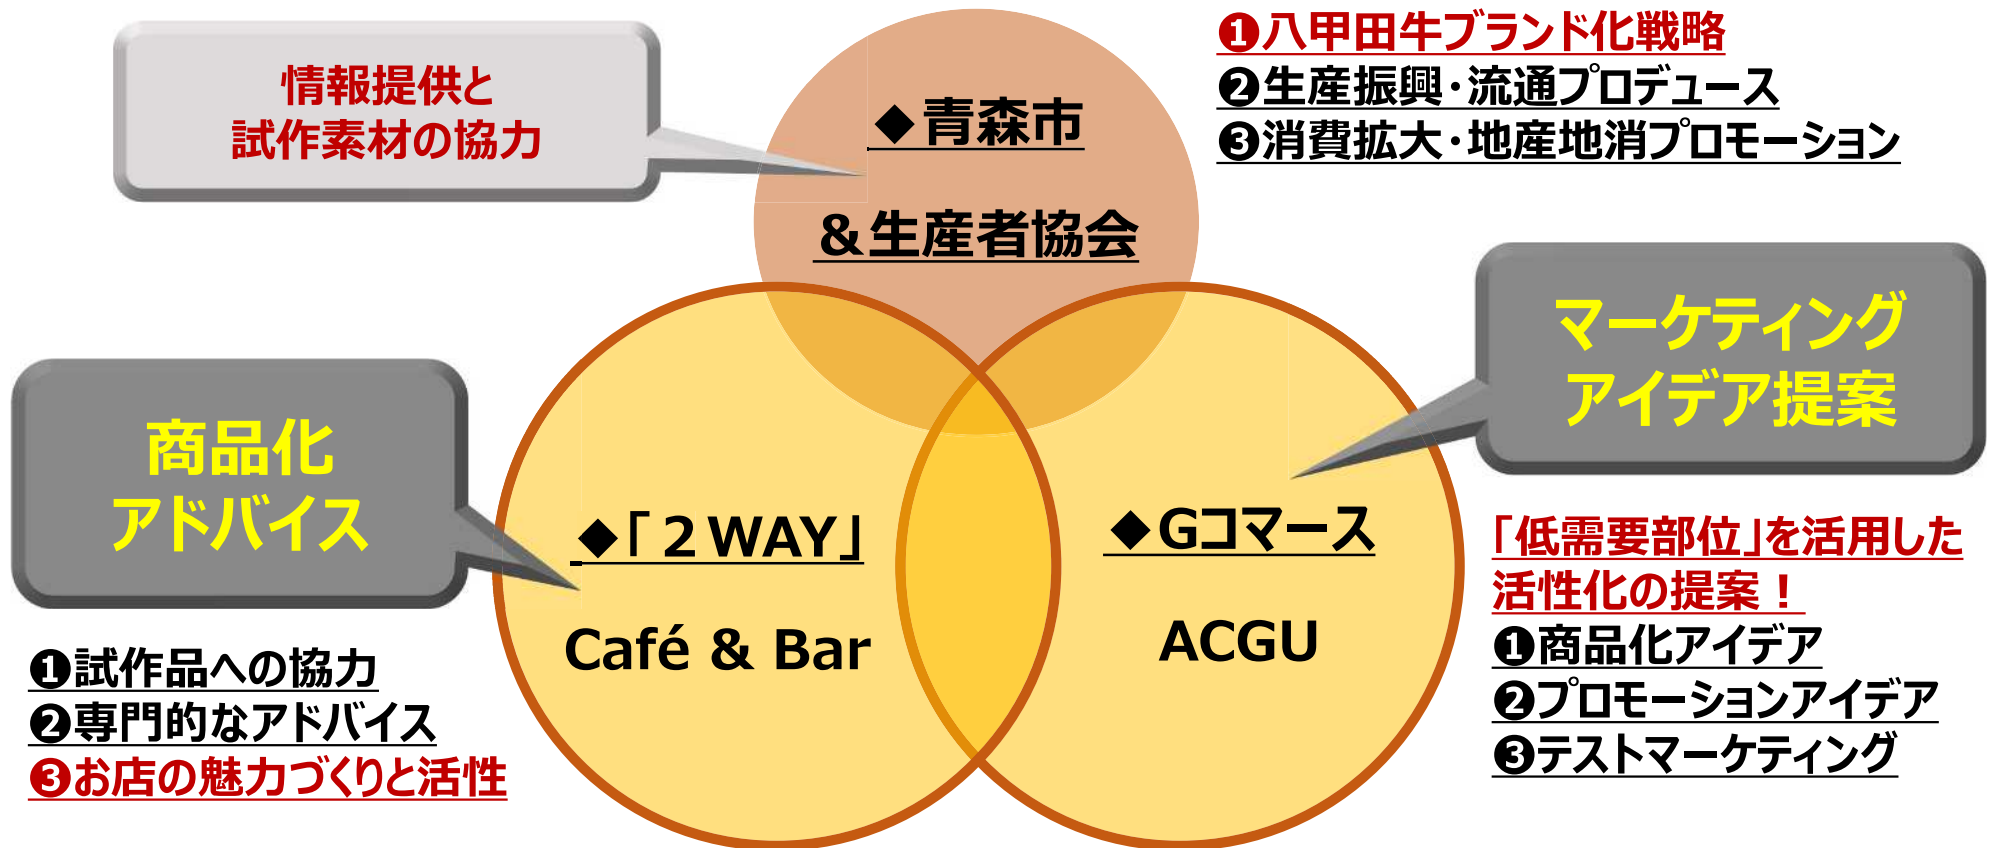 情報提供と
試作素材の協力
◆青森市
＆生産者協会
❶八甲田牛ブランド化戦略
❷生産振興・流通プロデュース
❸消費拡大・地産地消プロモーション
マーケティング
アイデア提案
商品化
アドバイス
◆「２WAY」
Café & Bar
◆Gコマース
ACGU
「低需要部位」を活用した
活性化の提案！
❶商品化アイデア
❷プロモーションアイデア
❸テストマーケティング
❶試作品への協力
❷専門的なアドバイス
❸お店の魅力づくりと活性